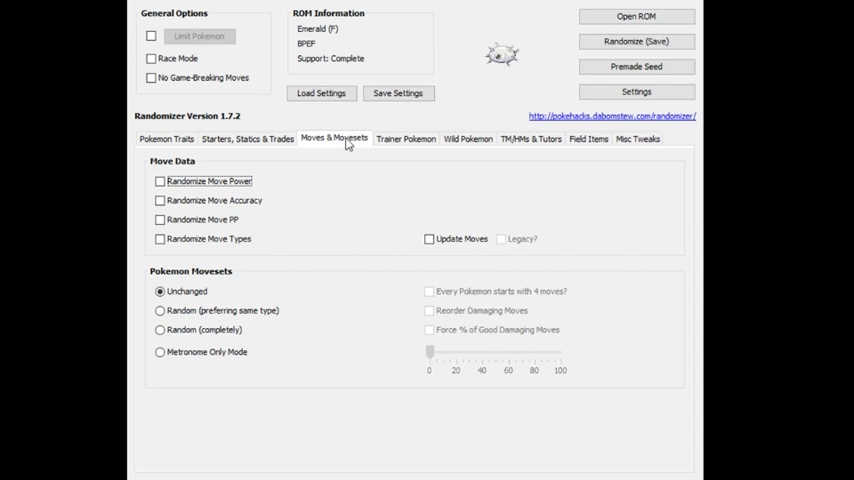 General Options
Limit Pokemon
Race Mode
No Game-Breaking Moves
ROM Information
Emerald (F)
BPEF
Support: Complete
Load Settings
Save Settings
Open ROM
Randomize (Save)
Premade Seed
Settings
Randomizer Version 1.7.2
http://pokehacks.dabomstew.com/randomizer/
Pokemon Traits
Starters, Statics & Trades
Moves & Movesets
Trainer Pokemon
Wild Pokemon
TM/HMs & Tutors
Field Items
Misc Tweaks
Move Data
Randomize Move Power
Randomize Move Accuracy
Randomize Move PP
Randomize Move Types
Update Moves
Legacy?
Pokemon Movesets
Unchanged
Random (preferring same type)
Random (completely)
Metronome Only Mode
Every Pokemon starts with 4 moves?
Reorder Damaging Moves
Force % of Good Damaging Moves
0 20 40 60 80 100